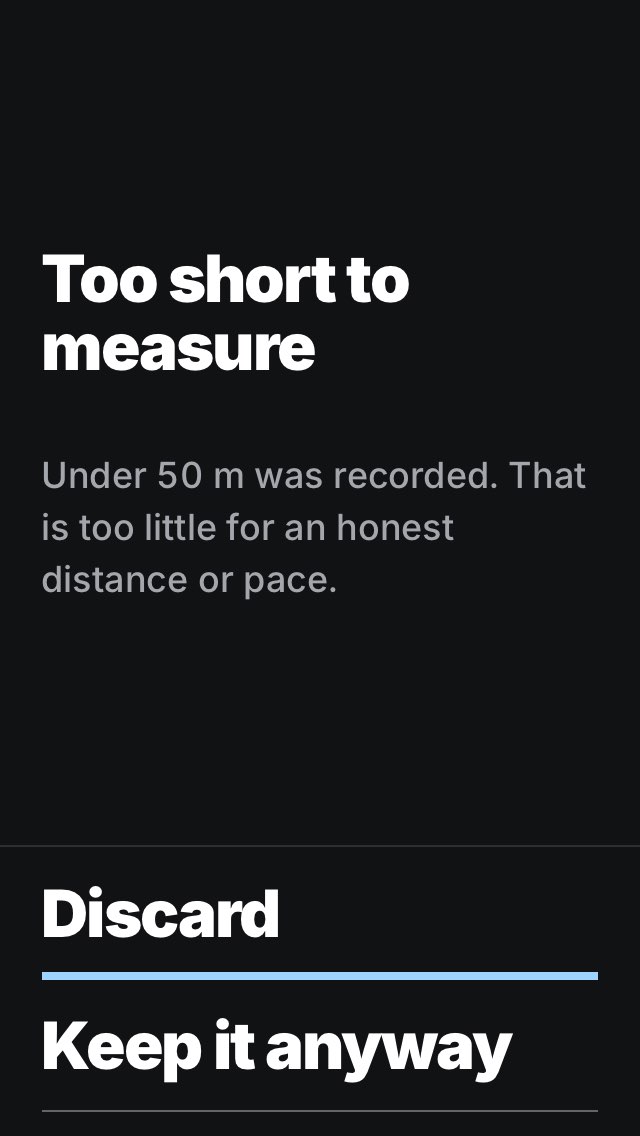 Too short to
measure
Under 50 m was recorded. That
is too little for an honest
distance or pace.
Discard
Keep it anyway